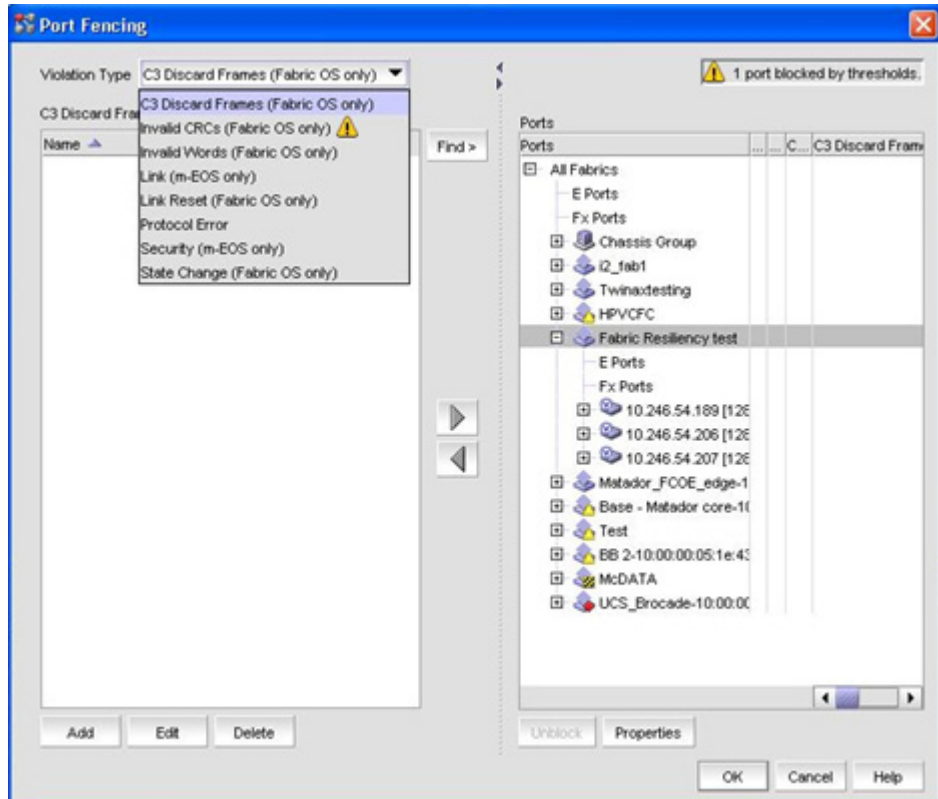 Port Fencing
Violation Type C3 Discard Frames (Fabric OS only)
1 port blocked by thresholds.
C3 Discard Fra
C3 Discard Frames (Fabric OS only)
Invalid CRCs (Fabric OS only)
Invalid Words (Fabric OS only)
Link (m-EOS only)
Link Reset (Fabric OS only)
Protocol Error
Security (m-EOS only)
State Change (Fabric OS only)
Name
Find >
Ports
Ports ... ... C... C3 Discard Fram
All Fabrics
E Ports
Fx Ports
Chassis Group
i2_fab1
Twinaxtesting
HPVCFC
Fabric Resiliency test
E Ports
Fx Ports
10.246.54.189 [128
10.246.54.206 [128
10.246.54.207 [128
Matador_FCOE_edge-1
Base - Matador core-10
Test
BB 2-10:00:00:05:1e:43
McDATA
UCS_Brocade-10:00:00
Add Edit Delete
Unblock Properties
OK Cancel Help